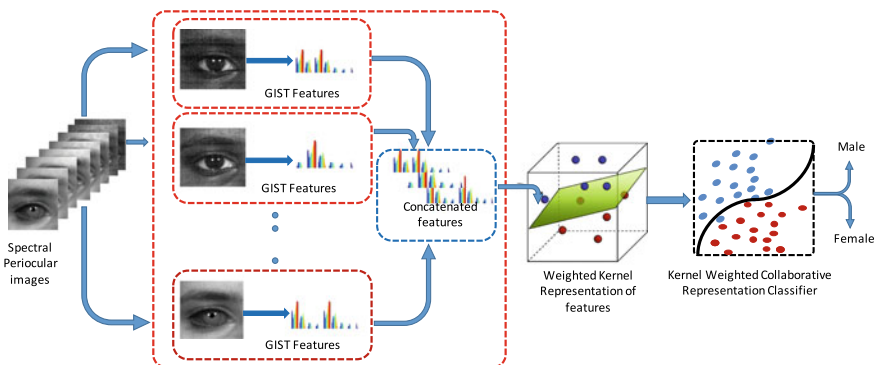 Spectral
Periocular
images
GIST Features
GIST Features
GIST Features
Concatenated
features
Weighted Kernel
Representation of
features
Kernel Weighted Collaborative
Representation Classifier
Male
Female